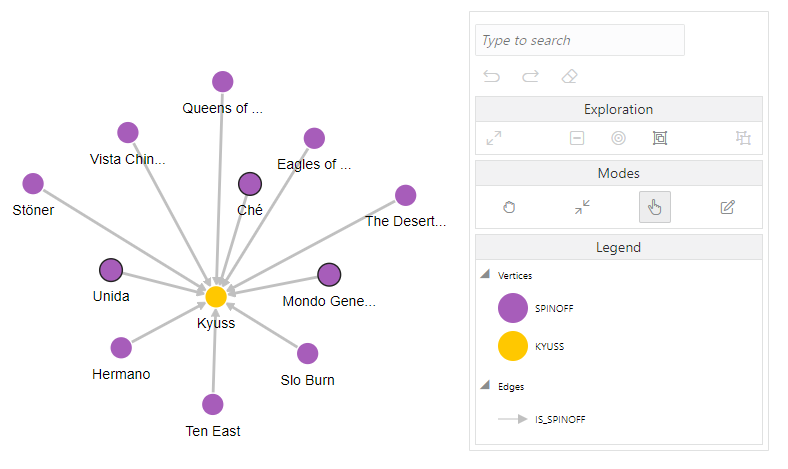 Queens of ...
Vista Chin...
Eagles of ...
Stöner
Ché
The Desert...
Unida
Mondo Gene...
Kyuss
Hermano
Slo Burn
Ten East
Type to search
Exploration
Modes
Legend
Vertices
SPINOFF
KYUSS
Edges
IS_SPINOFF